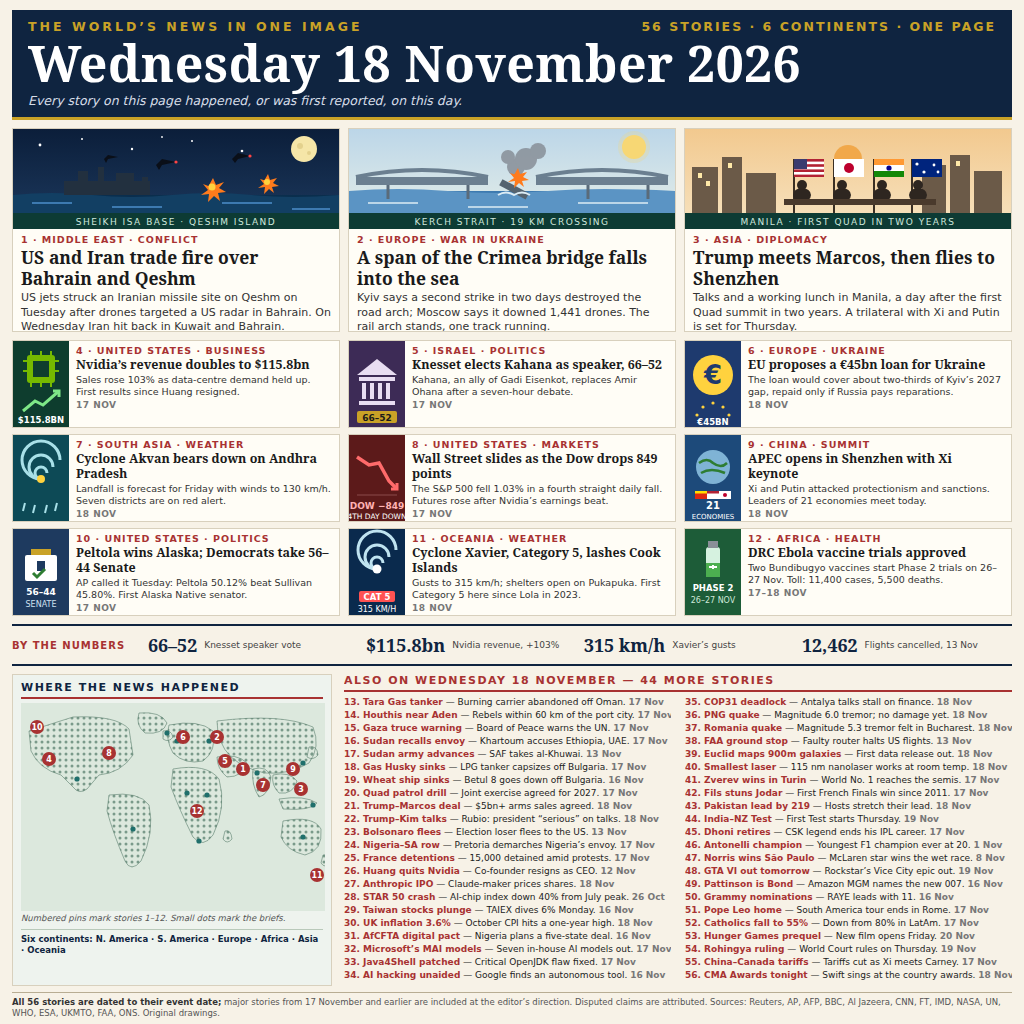 THE WORLD'S NEWS IN ONE IMAGE
56 STORIES · 6 CONTINENTS · ONE PAGE
Wednesday 18 November 2026
Every story on this page happened, or was first reported, on this day.
SHEIKH ISA BASE · QESHM ISLAND
1 · MIDDLE EAST · CONFLICT
US and Iran trade fire over
Bahrain and Qeshm
US jets struck an Iranian missile site on Qeshm on
Tuesday after drones targeted a US radar in Bahrain. On
Wednesday Iran hit back in Kuwait and Bahrain.
KERCH STRAIT · 19 KM CROSSING
2 · EUROPE · WAR IN UKRAINE
A span of the Crimea bridge falls
into the sea
Kyiv says a second strike in two days destroyed the
road arch; Moscow says it downed 1,441 drones. The
rail arch stands, one track running.
MANILA · FIRST QUAD IN TWO YEARS
3 · ASIA · DIPLOMACY
Trump meets Marcos, then flies to
Shenzhen
Talks and a working lunch in Manila, a day after the first
Quad summit in two years. A trilateral with Xi and Putin
is set for Thursday.
$115.8BN
4 · UNITED STATES · BUSINESS
Nvidia's revenue doubles to $115.8bn
Sales rose 103% as data-centre demand held up.
First results since Huang resigned.
17 NOV
66–52
5 · ISRAEL · POLITICS
Knesset elects Kahana as speaker, 66–52
Kahana, an ally of Gadi Eisenkot, replaces Amir
Ohana after a seven-hour debate.
17 NOV
€
€45BN
6 · EUROPE · UKRAINE
EU proposes a €45bn loan for Ukraine
The loan would cover about two-thirds of Kyiv's 2027
gap, repaid only if Russia pays reparations.
18 NOV
7 · SOUTH ASIA · WEATHER
Cyclone Akvan bears down on Andhra
Pradesh
Landfall is forecast for Friday with winds to 130 km/h.
Seven districts are on red alert.
18 NOV
DOW −849
4TH DAY DOWN
8 · UNITED STATES · MARKETS
Wall Street slides as the Dow drops 849
points
The S&P 500 fell 1.03% in a fourth straight daily fall.
Futures rose after Nvidia's earnings beat.
17 NOV
21
ECONOMIES
9 · CHINA · SUMMIT
APEC opens in Shenzhen with Xi
keynote
Xi and Putin attacked protectionism and sanctions.
Leaders of 21 economies meet today.
18 NOV
56–44
SENATE
10 · UNITED STATES · POLITICS
Peltola wins Alaska; Democrats take 56–
44 Senate
AP called it Tuesday: Peltola 50.12% beat Sullivan
45.80%. First Alaska Native senator.
17 NOV
CAT 5
315 KM/H
11 · OCEANIA · WEATHER
Cyclone Xavier, Category 5, lashes Cook
Islands
Gusts to 315 km/h; shelters open on Pukapuka. First
Category 5 here since Lola in 2023.
18 NOV
PHASE 2
26–27 NOV
12 · AFRICA · HEALTH
DRC Ebola vaccine trials approved
Two Bundibugyo vaccines start Phase 2 trials on 26–
27 Nov. Toll: 11,400 cases, 5,500 deaths.
17–18 NOV
BY THE NUMBERS
66–52 Knesset speaker vote
$115.8bn Nvidia revenue, +103%
315 km/h Xavier's gusts
12,462 Flights cancelled, 13 Nov
WHERE THE NEWS HAPPENED
10
6
2
4
8
5
1
9
7
3
12
11
Numbered pins mark stories 1–12. Small dots mark the briefs.
Six continents: N. America · S. America · Europe · Africa · Asia
· Oceania
ALSO ON WEDNESDAY 18 NOVEMBER — 44 MORE STORIES
13. Tara Gas tanker — Burning carrier abandoned off Oman. 17 Nov
14. Houthis near Aden — Rebels within 60 km of the port city. 17 Nov
15. Gaza truce warning — Board of Peace warns the UN. 17 Nov
16. Sudan recalls envoy — Khartoum accuses Ethiopia, UAE. 17 Nov
17. Sudan army advances — SAF takes al-Khuwai. 13 Nov
18. Gas Husky sinks — LPG tanker capsizes off Bulgaria. 17 Nov
19. Wheat ship sinks — Betul 8 goes down off Bulgaria. 16 Nov
20. Quad patrol drill — Joint exercise agreed for 2027. 17 Nov
21. Trump–Marcos deal — $5bn+ arms sales agreed. 18 Nov
22. Trump–Kim talks — Rubio: president "serious" on talks. 18 Nov
23. Bolsonaro flees — Election loser flees to the US. 13 Nov
24. Nigeria–SA row — Pretoria demarches Nigeria's envoy. 17 Nov
25. France detentions — 15,000 detained amid protests. 17 Nov
26. Huang quits Nvidia — Co-founder resigns as CEO. 12 Nov
27. Anthropic IPO — Claude-maker prices shares. 18 Nov
28. STAR 50 crash — AI-chip index down 40% from July peak. 26 Oct
29. Taiwan stocks plunge — TAIEX dives 6% Monday. 16 Nov
30. UK inflation 3.6% — October CPI hits a one-year high. 18 Nov
31. AfCFTA digital pact — Nigeria plans a five-state deal. 16 Nov
32. Microsoft's MAI models — Seven in-house AI models out. 17 Nov
33. Java4Shell patched — Critical OpenJDK flaw fixed. 17 Nov
34. AI hacking unaided — Google finds an autonomous tool. 16 Nov
35. COP31 deadlock — Antalya talks stall on finance. 18 Nov
36. PNG quake — Magnitude 6.0 tremor; no damage yet. 18 Nov
37. Romania quake — Magnitude 5.3 tremor felt in Bucharest. 18 Nov
38. FAA ground stop — Faulty router halts US flights. 13 Nov
39. Euclid maps 900m galaxies — First data release out. 18 Nov
40. Smallest laser — 115 nm nanolaser works at room temp. 18 Nov
41. Zverev wins in Turin — World No. 1 reaches the semis. 17 Nov
42. Fils stuns Jodar — First French Finals win since 2011. 17 Nov
43. Pakistan lead by 219 — Hosts stretch their lead. 18 Nov
44. India–NZ Test — First Test starts Thursday. 19 Nov
45. Dhoni retires — CSK legend ends his IPL career. 17 Nov
46. Antonelli champion — Youngest F1 champion ever at 20. 1 Nov
47. Norris wins São Paulo — McLaren star wins the wet race. 8 Nov
48. GTA VI out tomorrow — Rockstar's Vice City epic out. 19 Nov
49. Pattinson is Bond — Amazon MGM names the new 007. 16 Nov
50. Grammy nominations — RAYE leads with 11. 16 Nov
51. Pope Leo home — South America tour ends in Rome. 17 Nov
52. Catholics fall to 55% — Down from 80% in LatAm. 17 Nov
53. Hunger Games prequel — New film opens Friday. 20 Nov
54. Rohingya ruling — World Court rules on Thursday. 19 Nov
55. China–Canada tariffs — Tariffs cut as Xi meets Carney. 17 Nov
56. CMA Awards tonight — Swift sings at the country awards. 18 Nov
All 56 stories are dated to their event date; major stories from 17 November and earlier are included at the editor's direction. Disputed claims are attributed. Sources: Reuters, AP, AFP, BBC, Al Jazeera, CNN, FT, IMD, NASA, UN,
WHO, ESA, UKMTO, FAA, ONS. Original drawings.